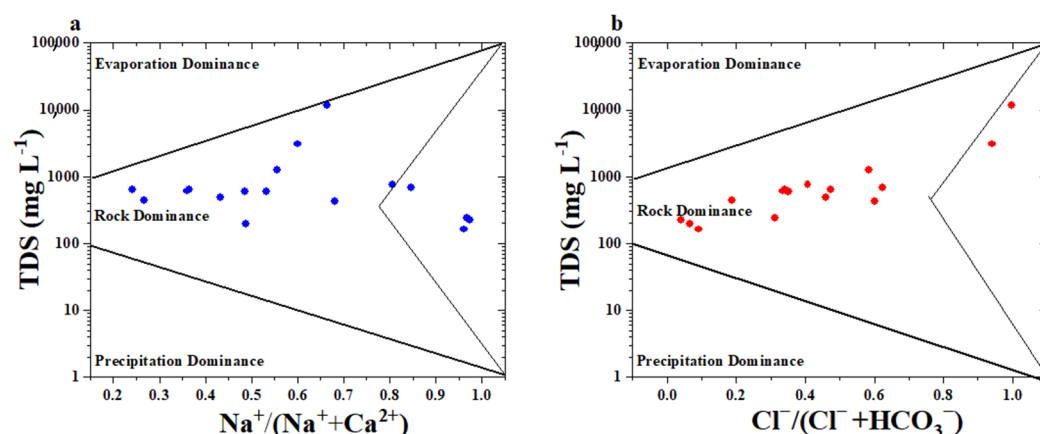 a
100000
Evaporation Dominance
10000
1000
Rock Dominance
100
10
Precipitation Dominance
1
TDS (mg L⁻¹)
0.2 0.3 0.4 0.5 0.6 0.7 0.8 0.9 1.0
Na⁺/(Na⁺+Ca²⁺)
b
100000
Evaporation Dominance
10000
1000
Rock Dominance
100
10
Precipitation Dominance
1
TDS (mg L⁻¹)
0.0 0.2 0.4 0.6 0.8 1.0
Cl⁻/(Cl⁻+HCO₃⁻)